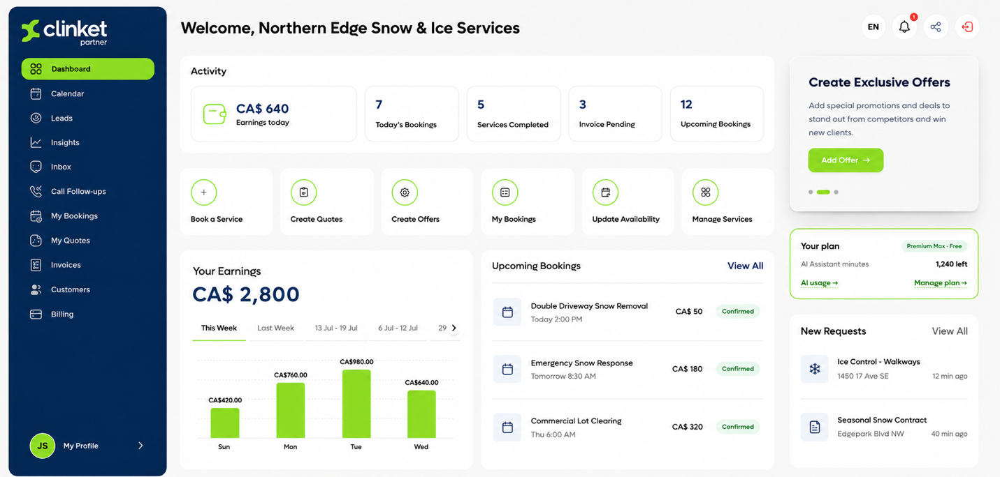 clinket
partner
Dashboard
Calendar
Leads
Insights
Inbox
Call Follow-ups
My Bookings
My Quotes
Invoices
Customers
Billing
JS
My Profile
Welcome, Northern Edge Snow & Ice Services
EN
1
Activity
CA$ 640
Earnings today
7
Today's Bookings
5
Services Completed
3
Invoice Pending
12
Upcoming Bookings
Book a Service
Create Quotes
Create Offers
My Bookings
Update Availability
Manage Services
Your Earnings
CA$ 2,800
This Week
Last Week
13 Jul - 19 Jul
6 Jul - 12 Jul
29
CA$420.00
CA$760.00
CA$980.00
CA$640.00
Sun
Mon
Tue
Wed
Upcoming Bookings
View All
Double Driveway Snow Removal
Today 2:00 PM
CA$ 50
Confirmed
Emergency Snow Response
Tomorrow 8:30 AM
CA$ 180
Confirmed
Commercial Lot Clearing
Thu 6:00 AM
CA$ 320
Confirmed
Create Exclusive Offers
Add special promotions and deals to
stand out from competitors and win
new clients.
Add Offer →
Your plan
Premium Max · Free
AI Assistant minutes
1,240 left
AI usage →
Manage plan →
New Requests
View All
Ice Control - Walkways
1450 17 Ave SE
12 min ago
Seasonal Snow Contract
Edgepark Blvd NW
40 min ago